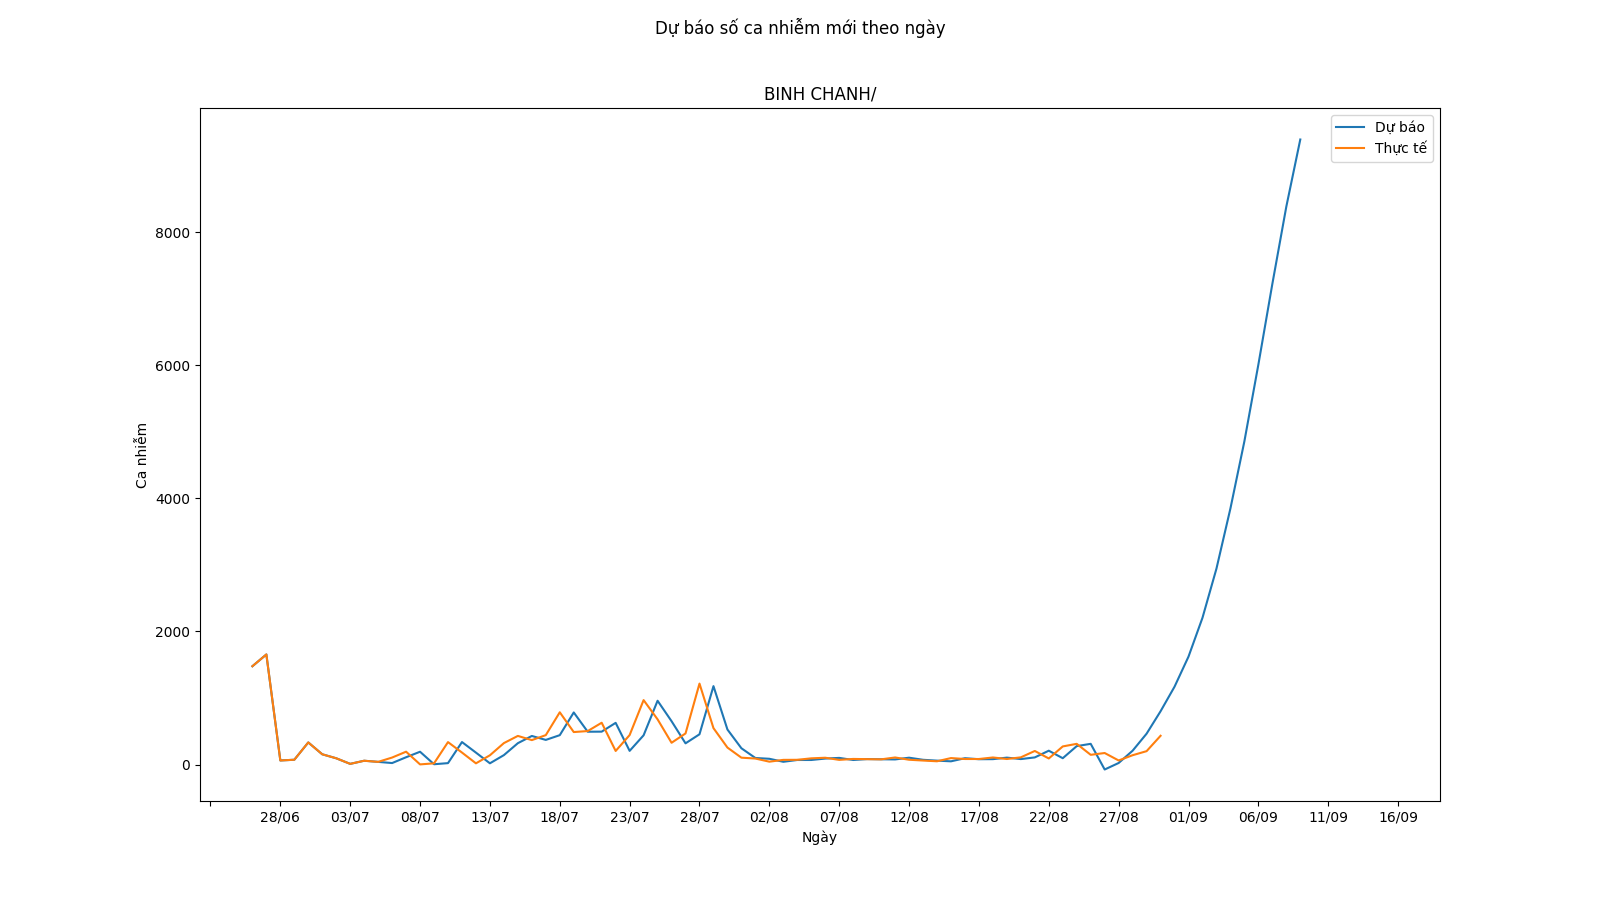 Dự báo số ca nhiễm mới theo ngày
BINH CHANH/
Dự báo
Thực tế
Ca nhiễm
8000
6000
4000
2000
0
28/06 03/07 08/07 13/07 18/07 23/07 28/07 02/08 07/08 12/08 17/08 22/08 27/08 01/09 06/09 11/09 16/09
Ngày